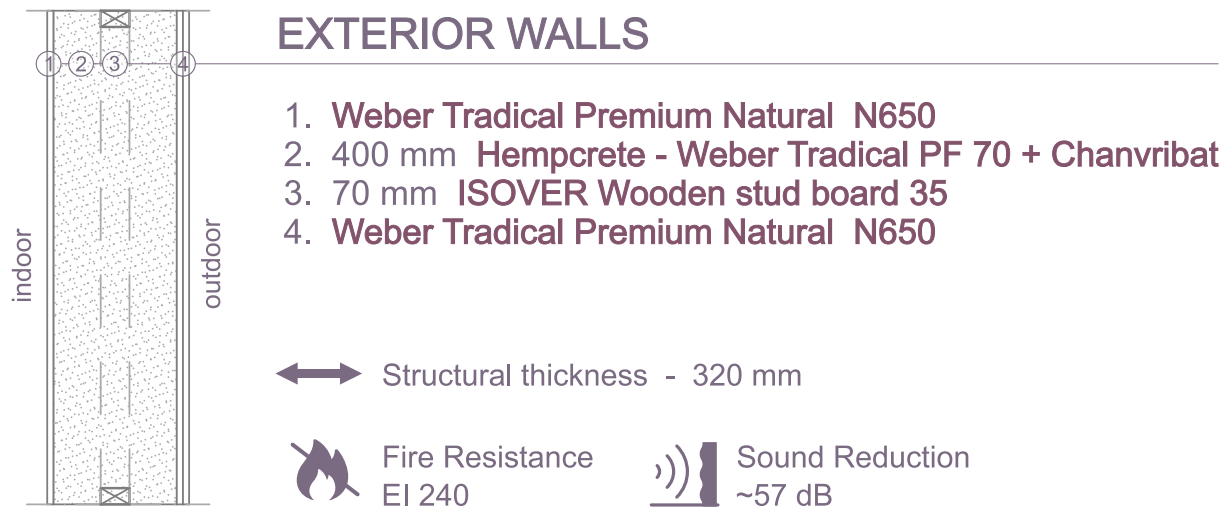 EXTERIOR WALLS
1 2 3 4
1. Weber Tradical Premium Natural N650
2. 400 mm Hempcrete - Weber Tradical PF 70 + Chanvribat
3. 70 mm ISOVER Wooden stud board 35
4. Weber Tradical Premium Natural N650
indoor
outdoor
Structural thickness - 320 mm
Fire Resistance
EI 240
Sound Reduction
~57 dB